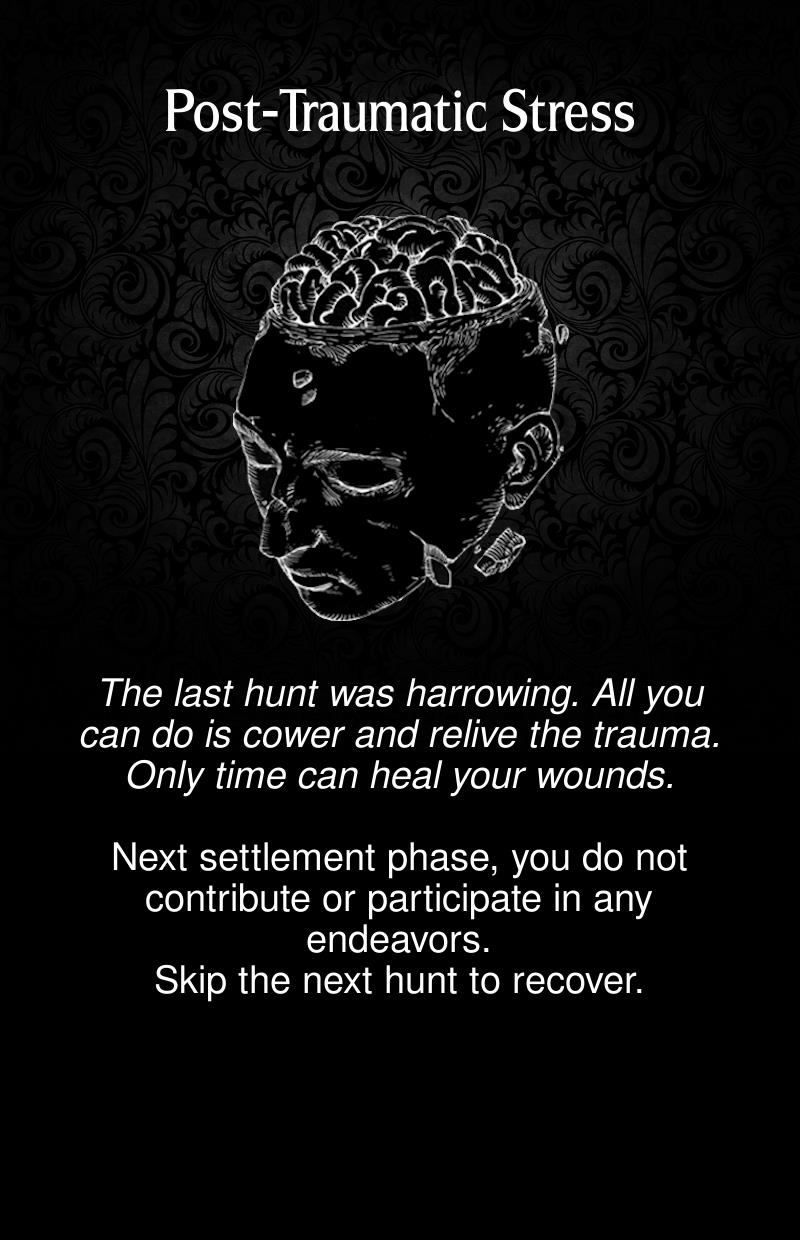 Post-Traumatic Stress
The last hunt was harrowing. All you
can do is cower and relive the trauma.
Only time can heal your wounds.
Next settlement phase, you do not
contribute or participate in any
endeavors.
Skip the next hunt to recover.